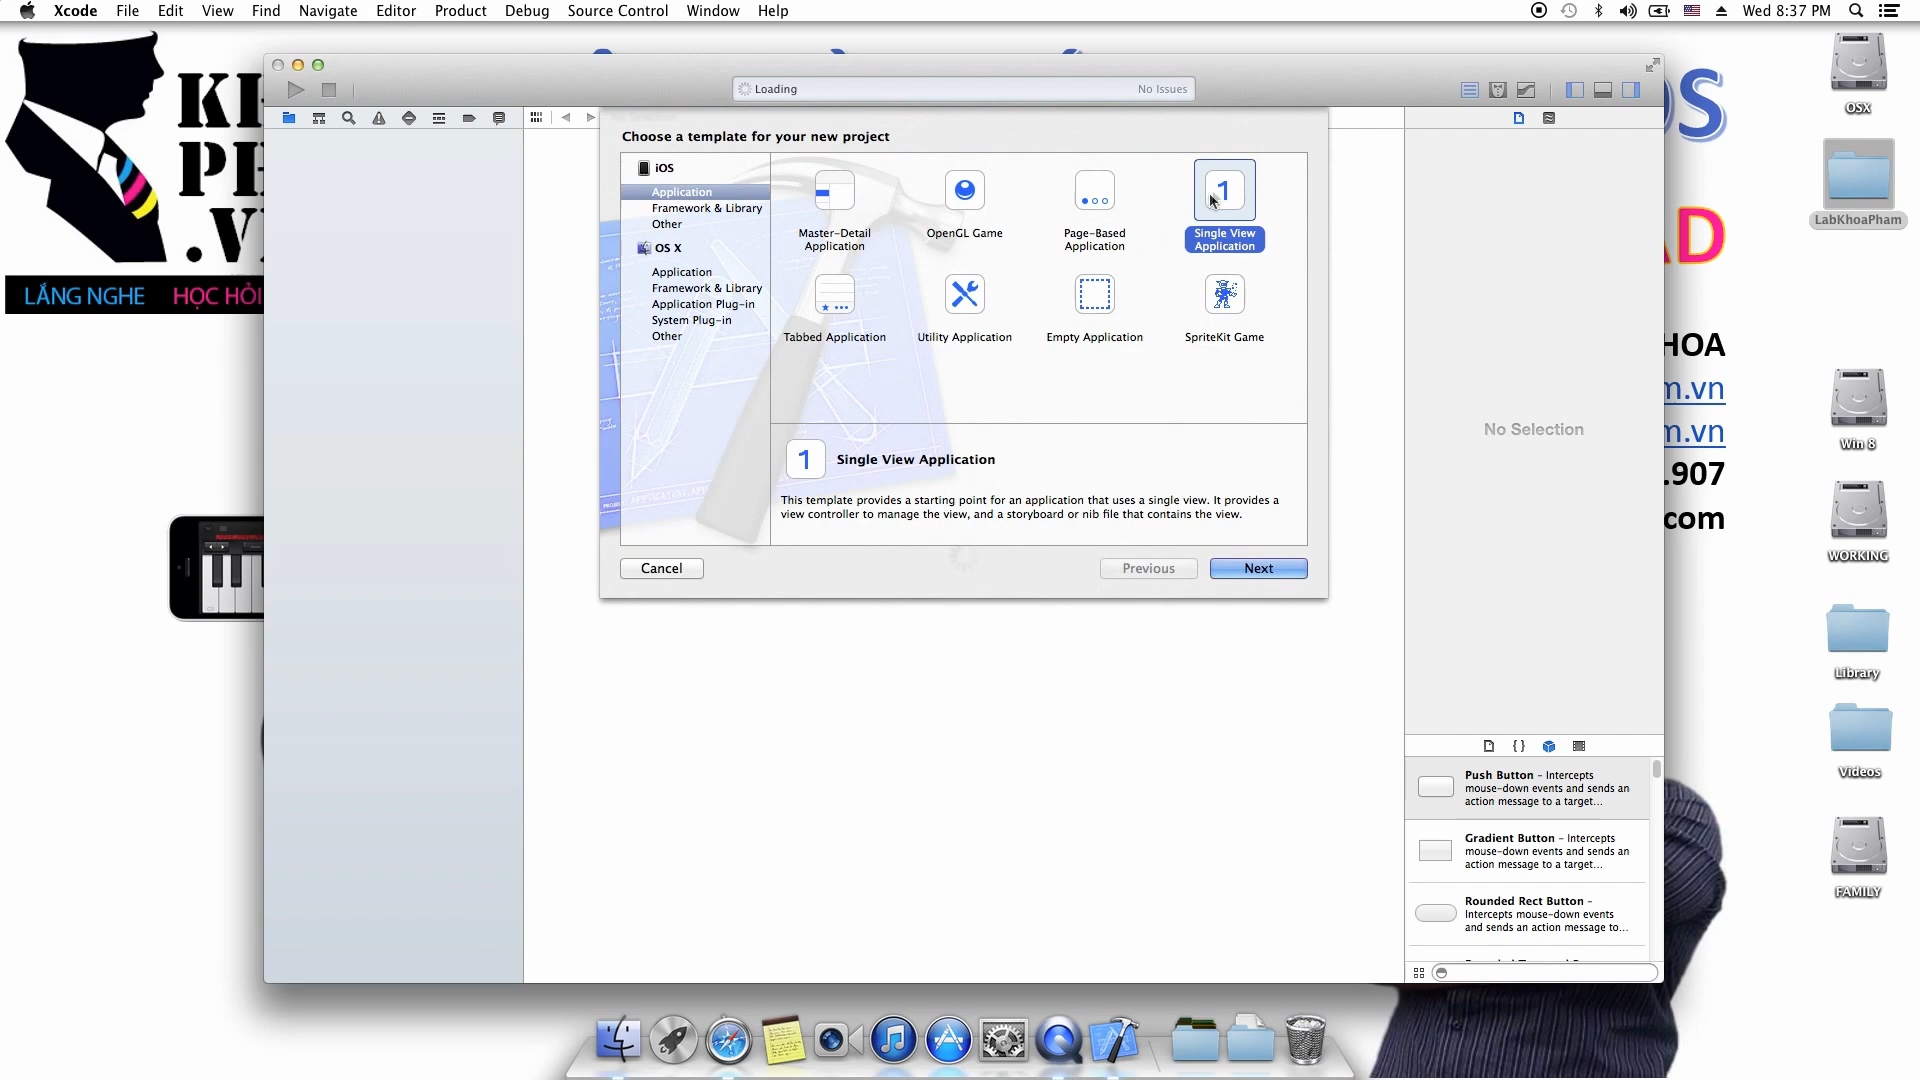 Xcode File Edit View Find Navigate Editor Product Debug Source Control Window Help
Wed 8:37 PM
Loading
No Issues
Choose a template for your new project
iOS
Application
Framework & Library
Other
OS X
Application
Framework & Library
Application Plug-in
System Plug-in
Other
Master-Detail
Application
OpenGL Game
Page-Based
Application
1
Single View
Application
Tabbed Application
Utility Application
Empty Application
SpriteKit Game
1
Single View Application
This template provides a starting point for an application that uses a single view. It provides a
view controller to manage the view, and a storyboard or nib file that contains the view.
Cancel
Previous
Next
No Selection
Push Button - Intercepts
mouse-down events and sends an
action message to a target...
Gradient Button - Intercepts
mouse-down events and sends an
action message to a target...
Rounded Rect Button -
Intercepts mouse-down events
and sends an action message to...
LẮNG NGHE HỌC HỎI
.907
com
OSX
LabKhoaPham
Win 8
WORKING
Library
Videos
FAMILY